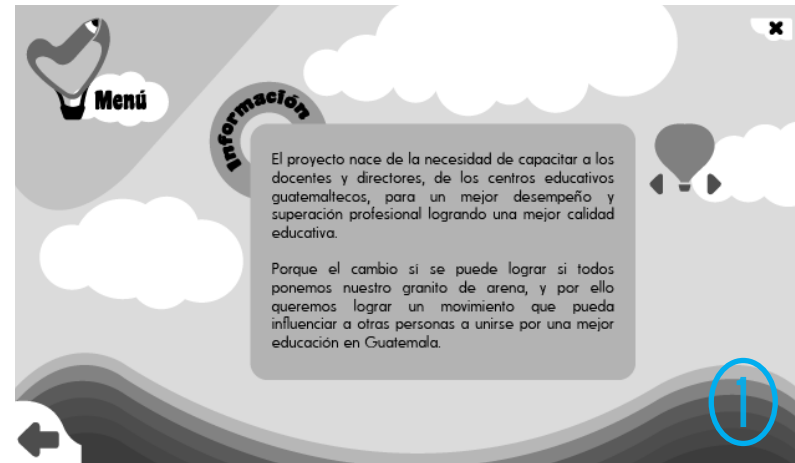 Menú
Información
El proyecto nace de la necesidad de capacitar a los
docentes y directores, de los centros educativos
guatemaltecos, para un mejor desempeño y
superación profesional logrando una mejor calidad
educativa.
Porque el cambio sí se puede lograr si todos
ponemos nuestro granito de arena, y por ello
queremos lograr un movimiento que pueda
influenciar a otras personas a unirse por una mejor
educación en Guatemala.
1